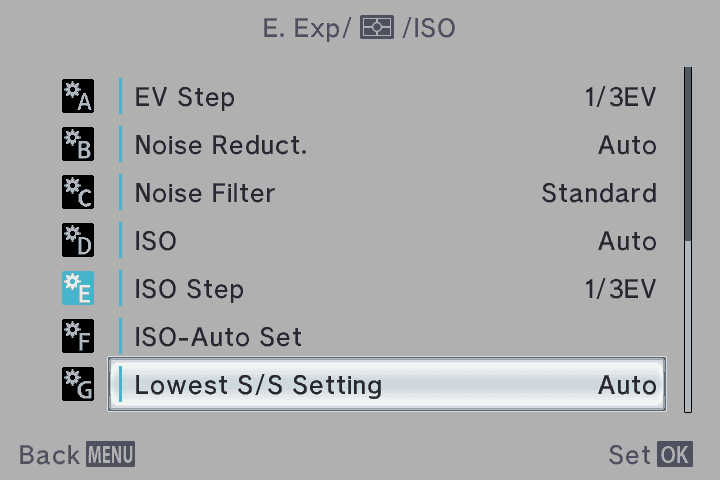 E. Exp/ /ISO
A EV Step 1/3EV
B Noise Reduct. Auto
C Noise Filter Standard
D ISO Auto
E ISO Step 1/3EV
F ISO-Auto Set
G Lowest S/S Setting Auto
Back MENU Set OK